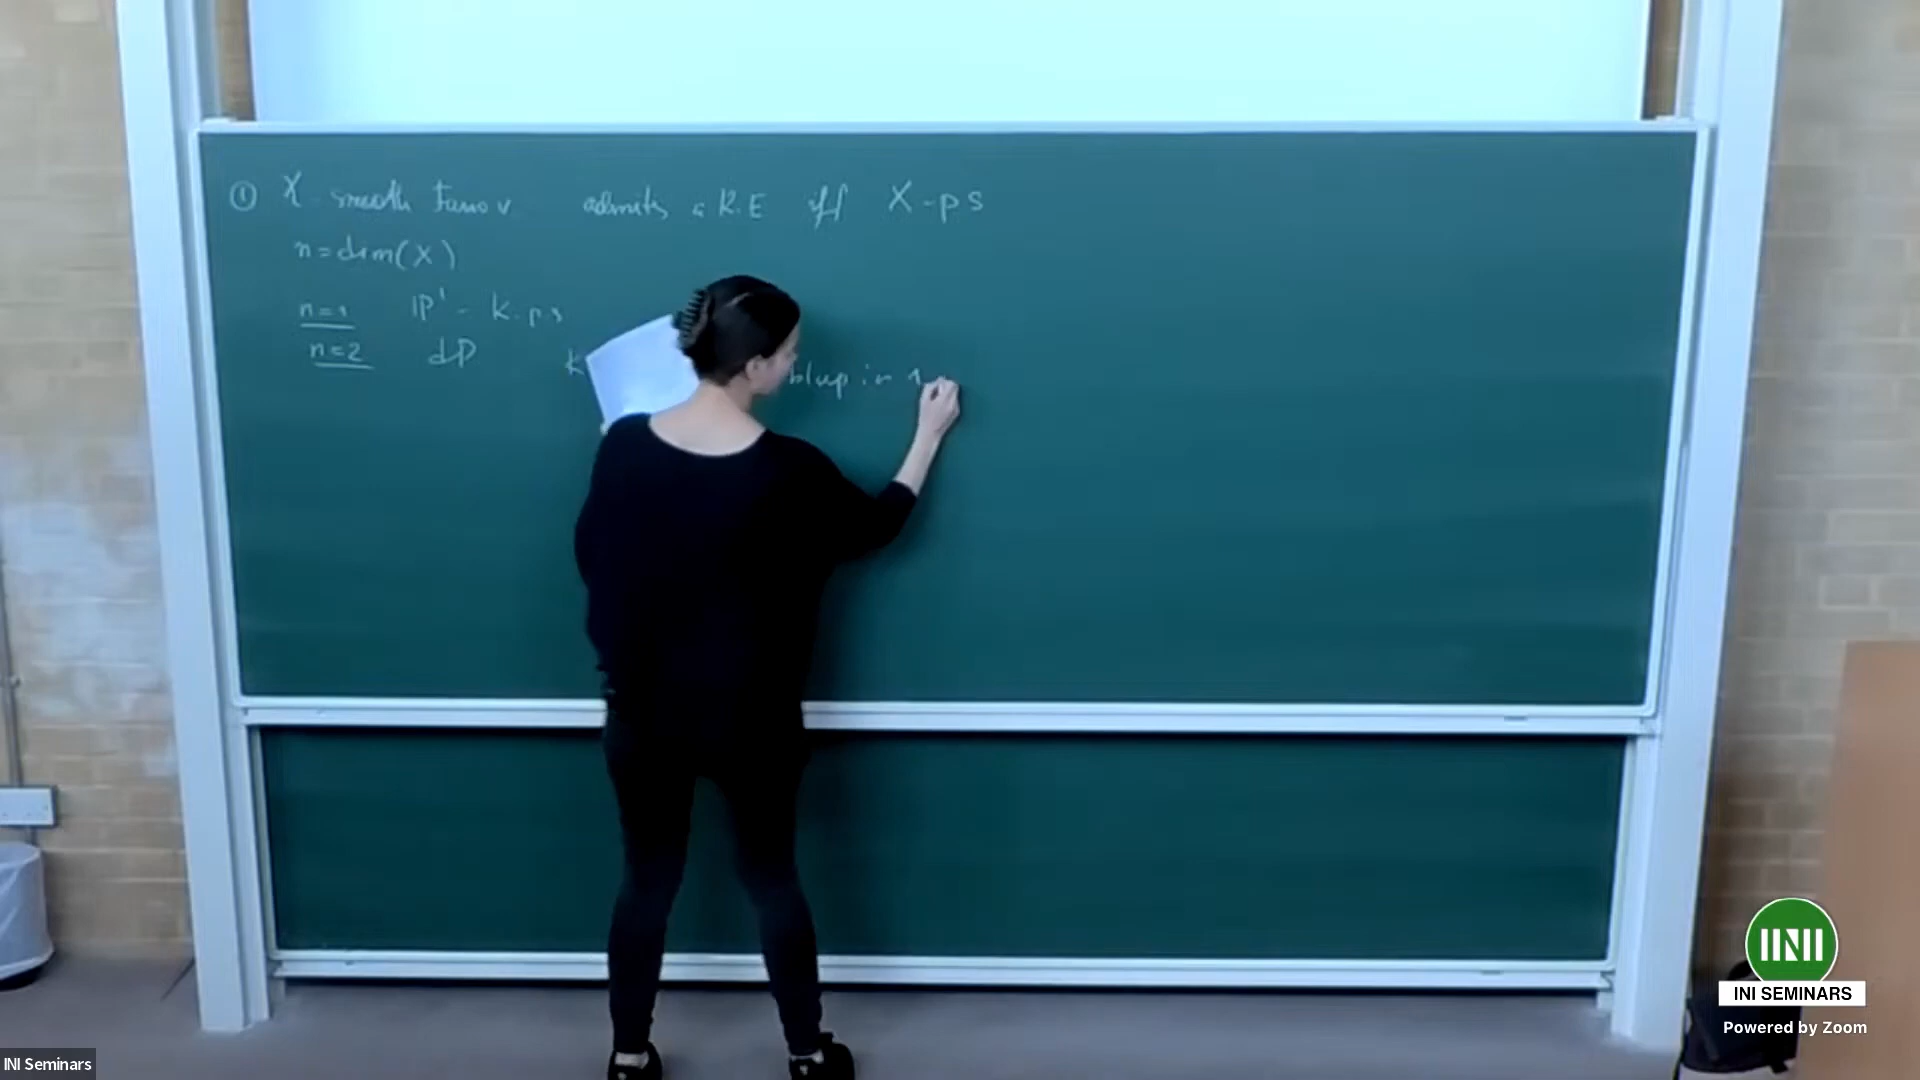 ① X - smooth Fano v admits a K.E iff X - p s
n = dim(X)
n=1 IP¹ - k. p s
n=2 dP k blup in 1
INI SEMINARS
Powered by Zoom
INI Seminars